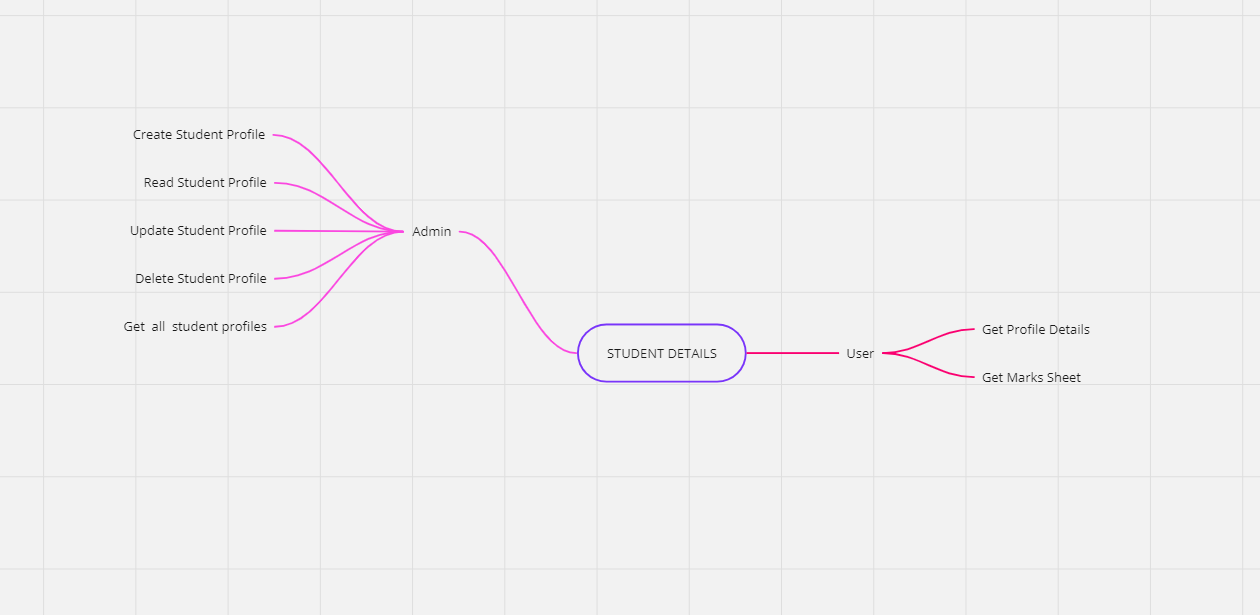 Create Student Profile
Read Student Profile
Update Student Profile
Delete Student Profile
Get  all  student profiles
Admin
STUDENT DETAILS
User
Get Profile Details
Get Marks Sheet